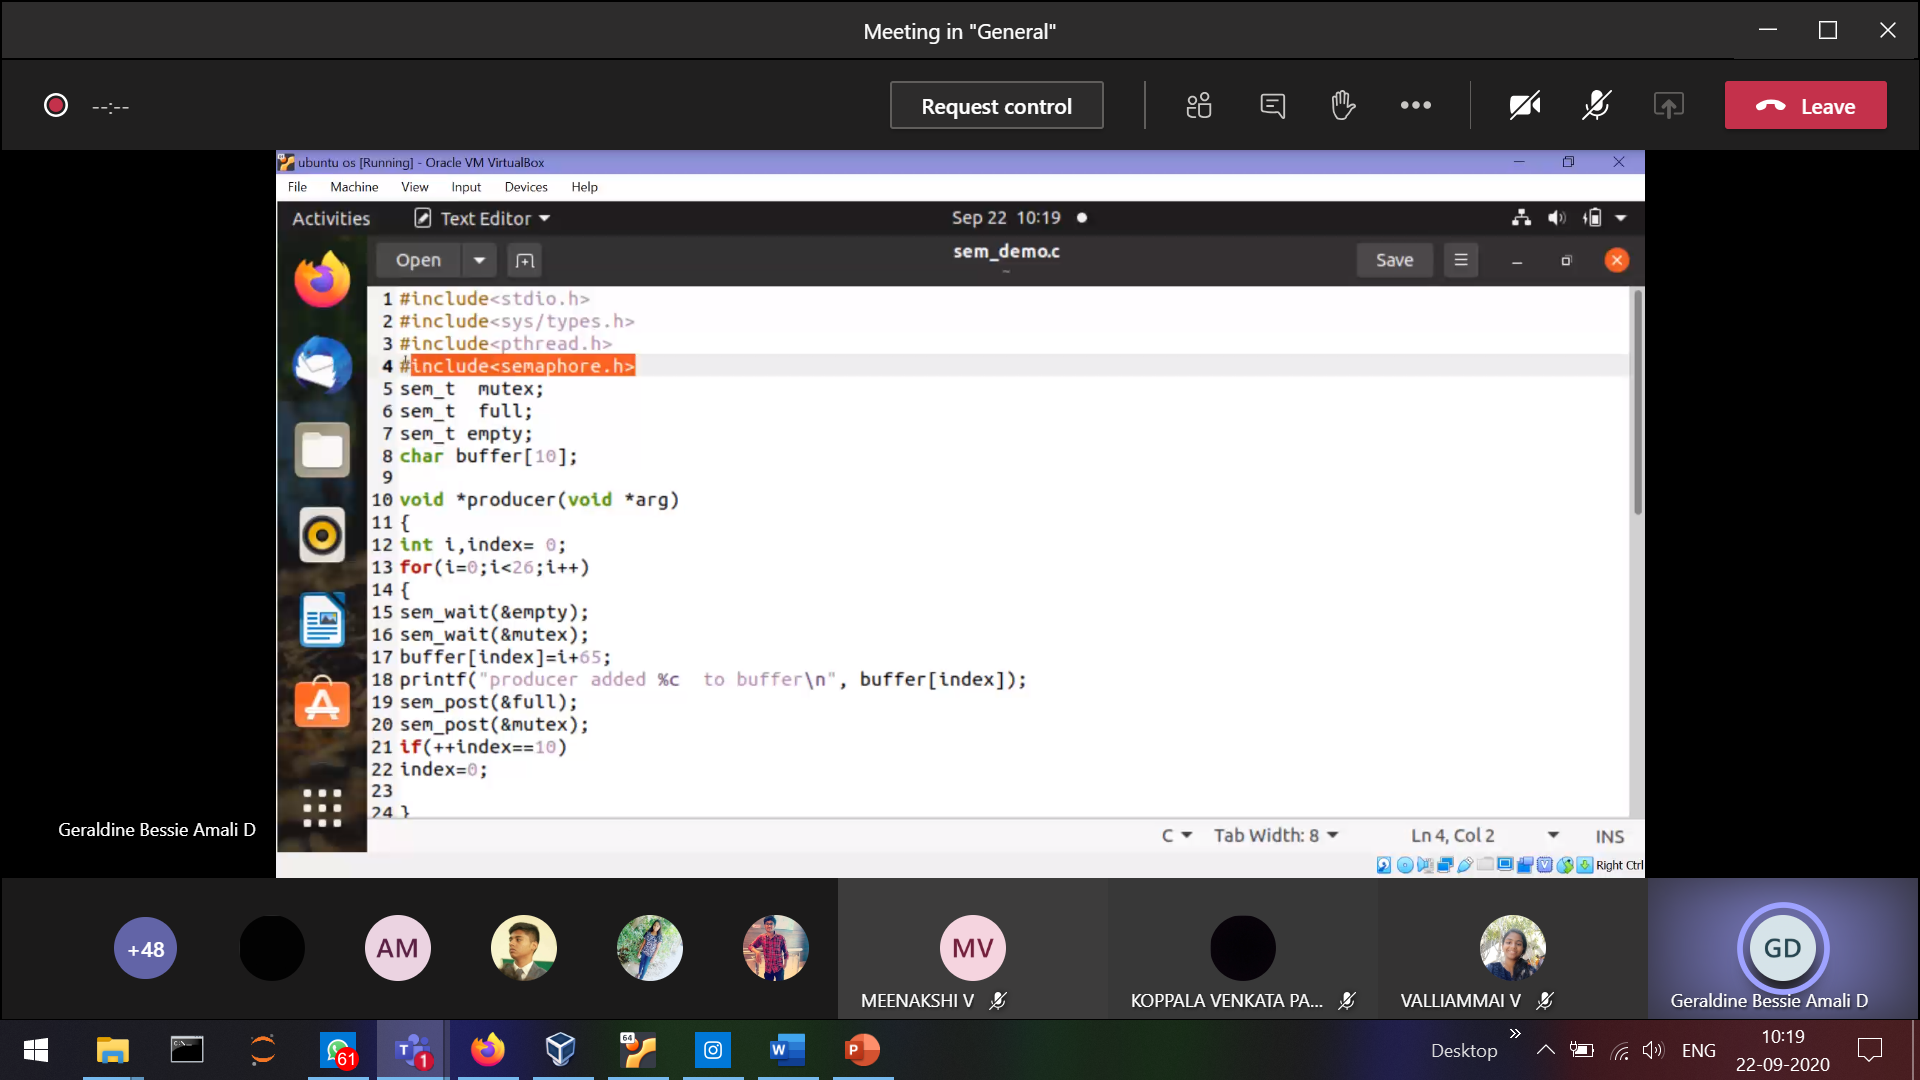 Meeting in "General"
--:--
Request control
Leave
ubuntu os [Running] - Oracle VM VirtualBox
File Machine View Input Devices Help
Activities Text Editor Sep 22 10:19
Open sem_demo.c Save
~
1 #include<stdio.h>
2 #include<sys/types.h>
3 #include<pthread.h>
4 #include<semaphore.h>
5 sem_t  mutex;
6 sem_t  full;
7 sem_t empty;
8 char buffer[10];
9
10 void *producer(void *arg)
11 {
12 int i,index= 0;
13 for(i=0;i<26;i++)
14 {
15 sem_wait(&empty);
16 sem_wait(&mutex);
17 buffer[index]=i+65;
18 printf("producer added %c  to buffer\n", buffer[index]);
19 sem_post(&full);
20 sem_post(&mutex);
21 if(++index==10)
22 index=0;
23
24 }
C Tab Width: 8 Ln 4, Col 2 INS
Right Ctrl
Geraldine Bessie Amali D
+48
AM
MV
GD
MEENAKSHI V
KOPPALA VENKATA PA...
VALLIAMMAI V
Geraldine Bessie Amali D
61
T
1
64
W
P
Desktop
ENG
10:19
22-09-2020